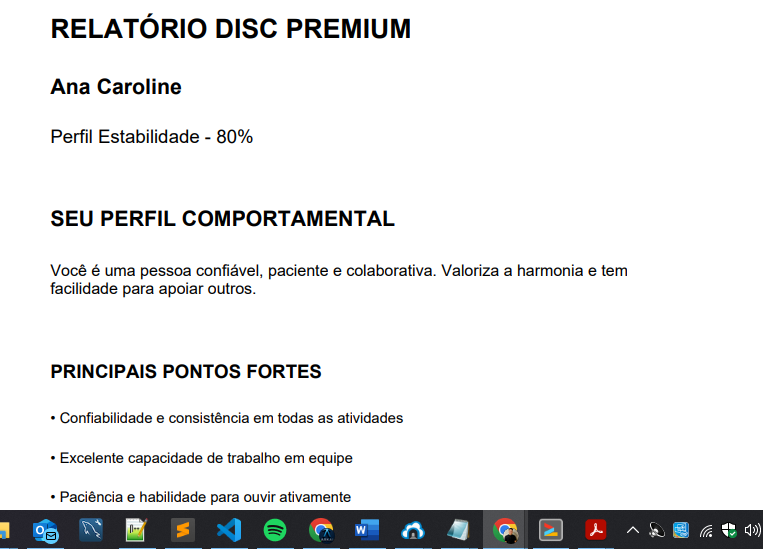 RELATÓRIO DISC PREMIUM
Ana Caroline
Perfil Estabilidade - 80%
SEU PERFIL COMPORTAMENTAL
Você é uma pessoa confiável, paciente e colaborativa. Valoriza a harmonia e tem
facilidade para apoiar outros.
PRINCIPAIS PONTOS FORTES
• Confiabilidade e consistência em todas as atividades
• Excelente capacidade de trabalho em equipe
• Paciência e habilidade para ouvir ativamente